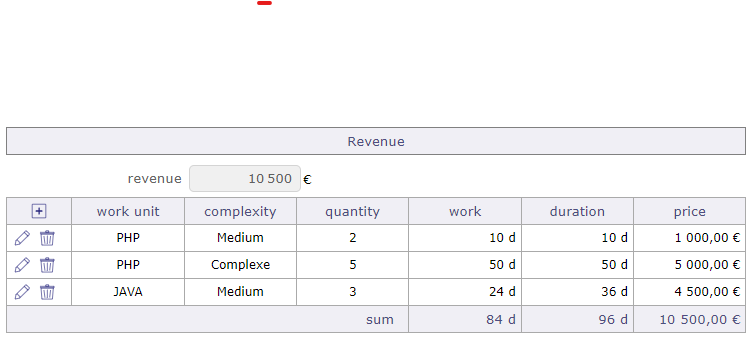 Revenue
revenue 10 500 €
work unit complexity quantity work duration price
PHP Medium 2 10 d 10 d 1 000,00 €
PHP Complexe 5 50 d 50 d 5 000,00 €
JAVA Medium 3 24 d 36 d 4 500,00 €
sum 84 d 96 d 10 500,00 €